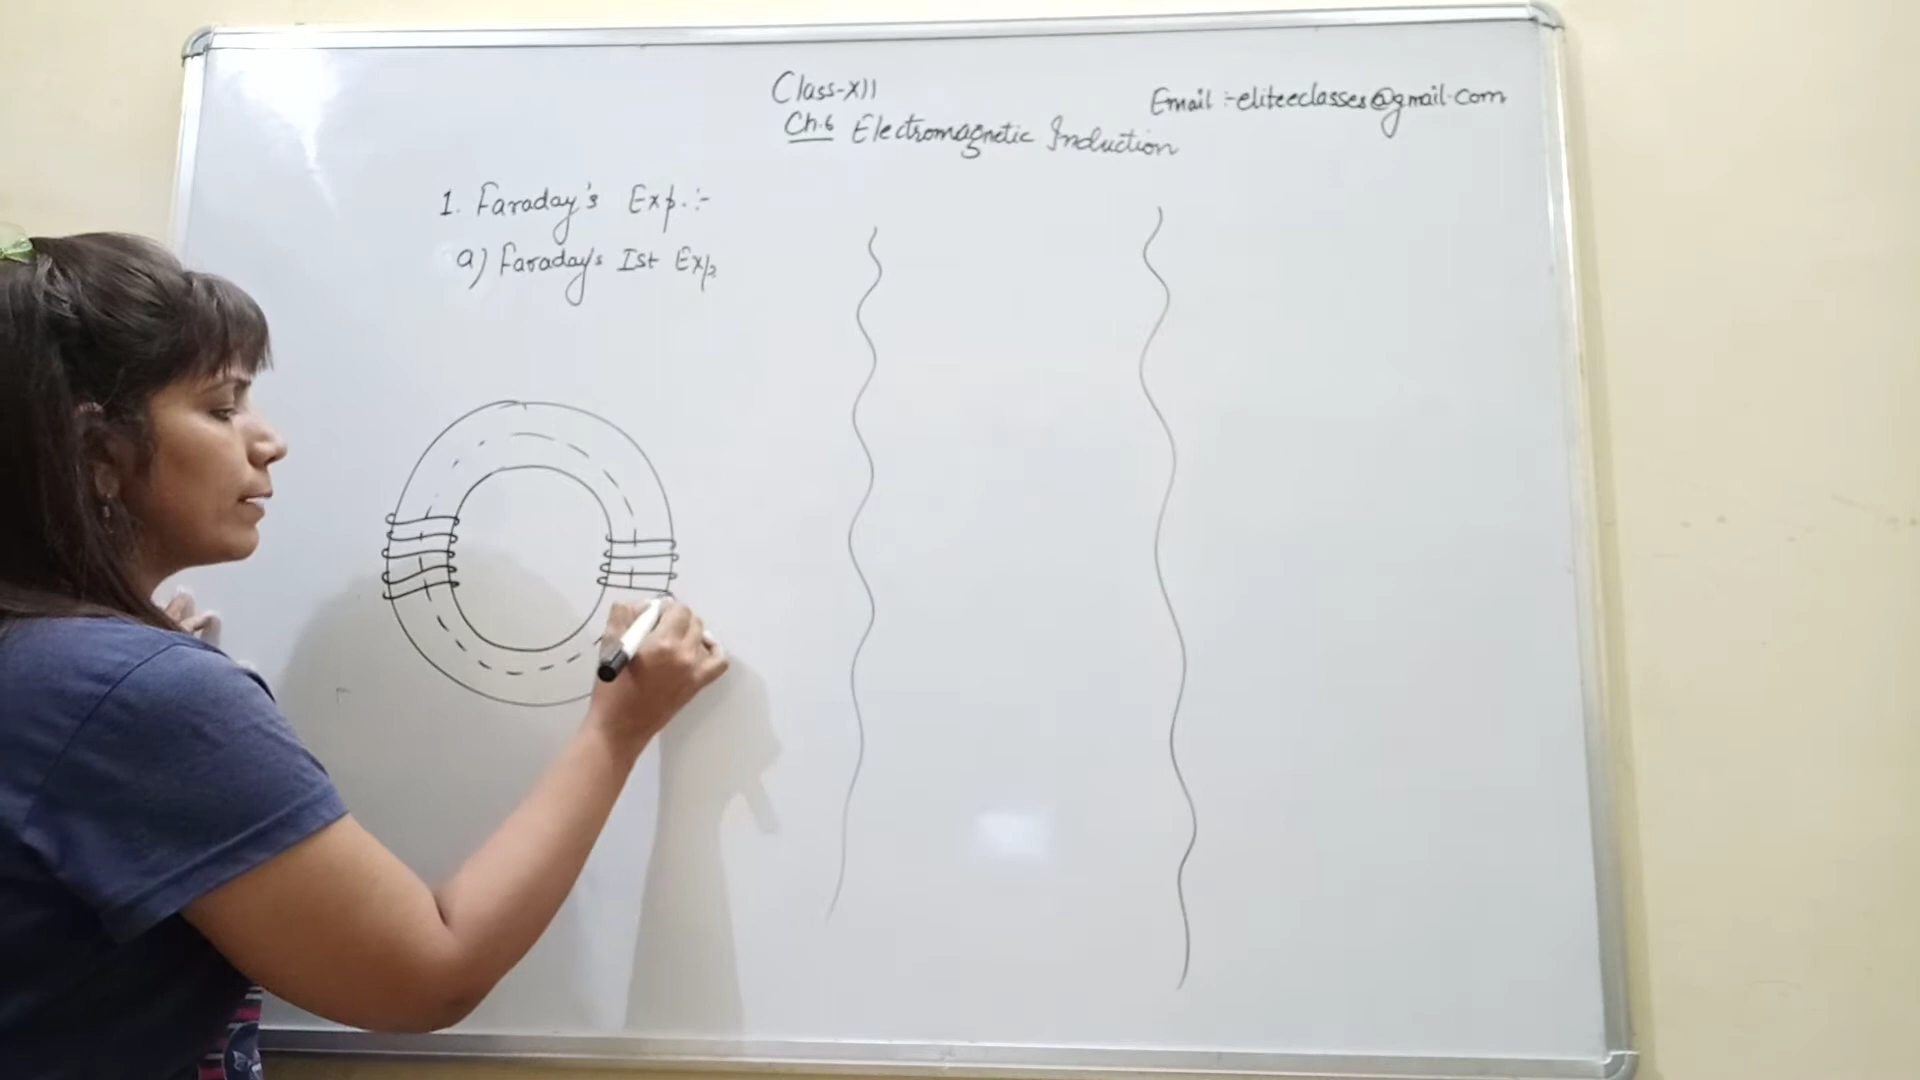 Class-XII
Ch.6 Electromagnetic Induction
Email :-eliteeclasses@gmail.com
1. Faraday's Exp. :-
a) Faraday's Ist Exp.